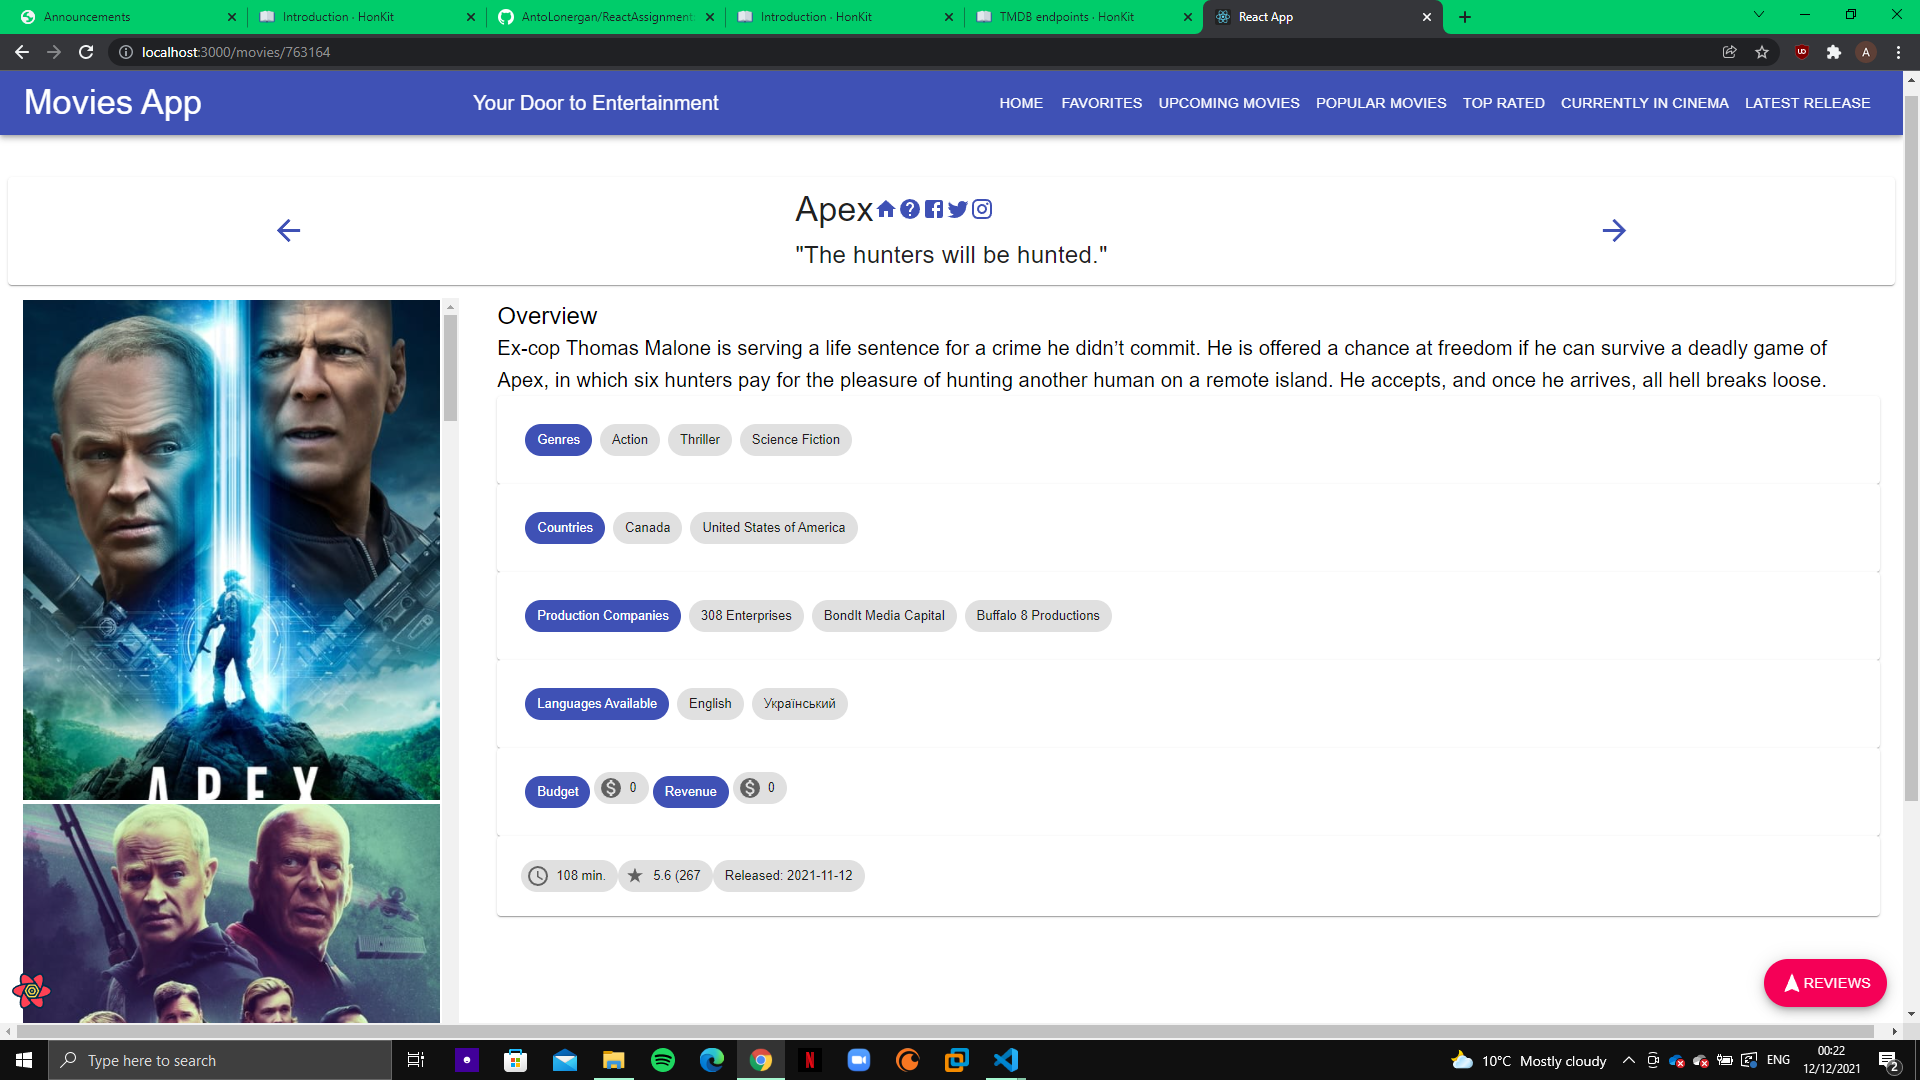 Announcements
Introduction · HonKit
AntoLonergan/ReactAssignment
Introduction · HonKit
TMDB endpoints · HonKit
React App
localhost:3000/movies/763164
A
Movies App
Your Door to Entertainment
HOME
FAVORITES
UPCOMING MOVIES
POPULAR MOVIES
TOP RATED
CURRENTLY IN CINEMA
LATEST RELEASE
Apex
"The hunters will be hunted."
APEX
Overview
Ex-cop Thomas Malone is serving a life sentence for a crime he didn’t commit. He is offered a chance at freedom if he can survive a deadly game of
Apex, in which six hunters pay for the pleasure of hunting another human on a remote island. He accepts, and once he arrives, all hell breaks loose.
Genres Action Thriller Science Fiction
Countries Canada United States of America
Production Companies 308 Enterprises BondIt Media Capital Buffalo 8 Productions
Languages Available English Український
Budget $ 0 Revenue $ 0
108 min. 5.6 (267 Released: 2021-11-12
REVIEWS
Type here to search
10°C Mostly cloudy
ENG
00:22
12/12/2021
2